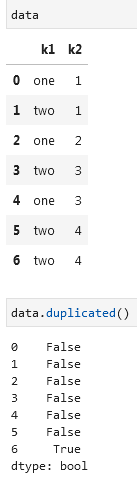 data
k1 k2
0 one 1
1 two 1
2 one 2
3 two 3
4 one 3
5 two 4
6 two 4
data.duplicated()
0 False
1 False
2 False
3 False
4 False
5 False
6 True
dtype: bool